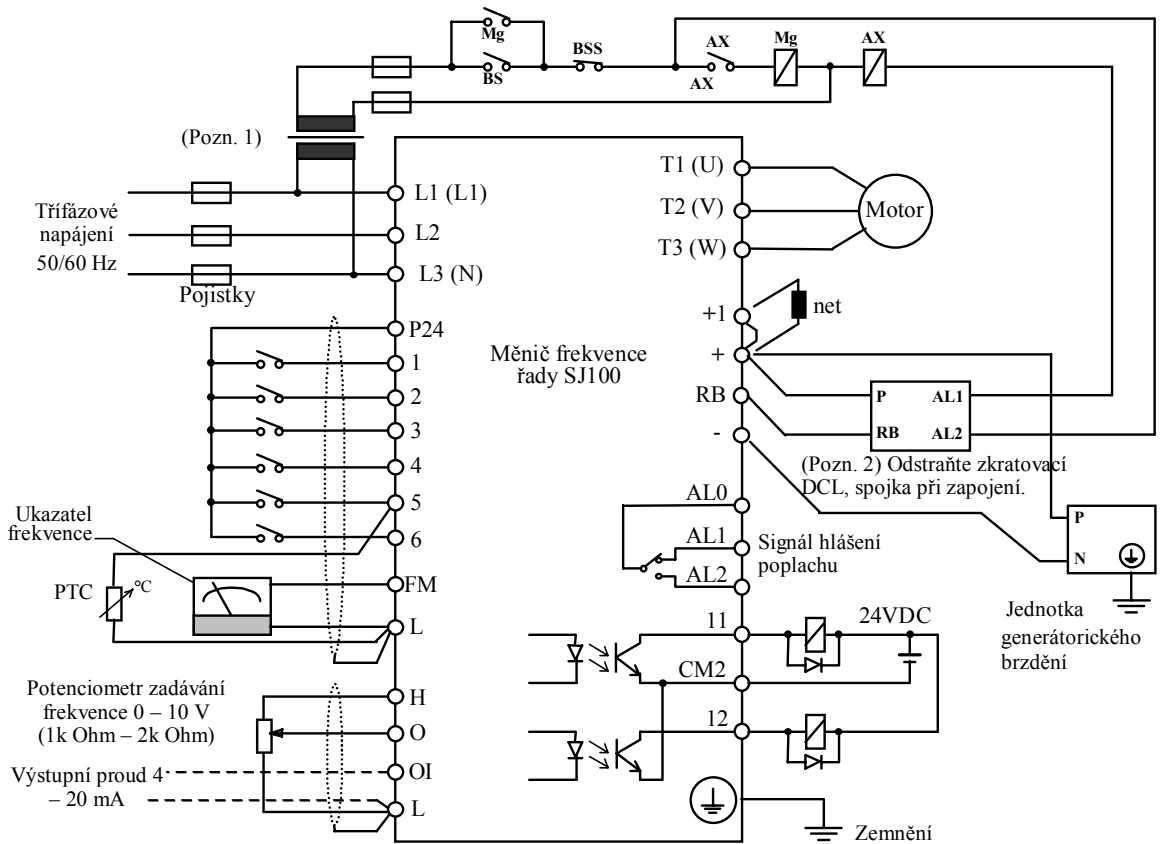 Mg
BS
BSS
AX
AX
Mg
AX
(Pozn. 1)
Třífázové
napájení
50/60 Hz
Pojistky
L1 (L1)
L2
L3 (N)
T1 (U)
T2 (V)
T3 (W)
Motor
+1
net
+
RB
-
P
AL1
RB
AL2
(Pozn. 2) Odstraňte zkratovací
DCL, spojka při zapojení.
Měnič frekvence
řady SJ100
P24
1
2
3
4
5
6
FM
L
Ukazatel
frekvence
PTC
°C
AL0
AL1
AL2
Signál hlášení
poplachu
P
N
Jednotka
generátorického
brzdění
11
24VDC
CM2
12
Potenciometr zadávání
frekvence 0 – 10 V
(1k Ohm – 2k Ohm)
H
O
OI
L
Výstupní proud 4
– 20 mA
Zemnění